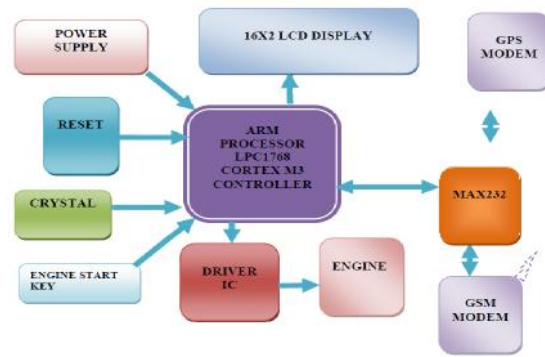 POWER
SUPPLY
16X2 LCD DISPLAY
GPS
MODEM
RESET
ARM
PROCESSOR
LPC1768
CORTEX M3
CONTROLLER
CRYSTAL
MAX232
ENGINE START
KEY
DRIVER
IC
ENGINE
GSM
MODEM